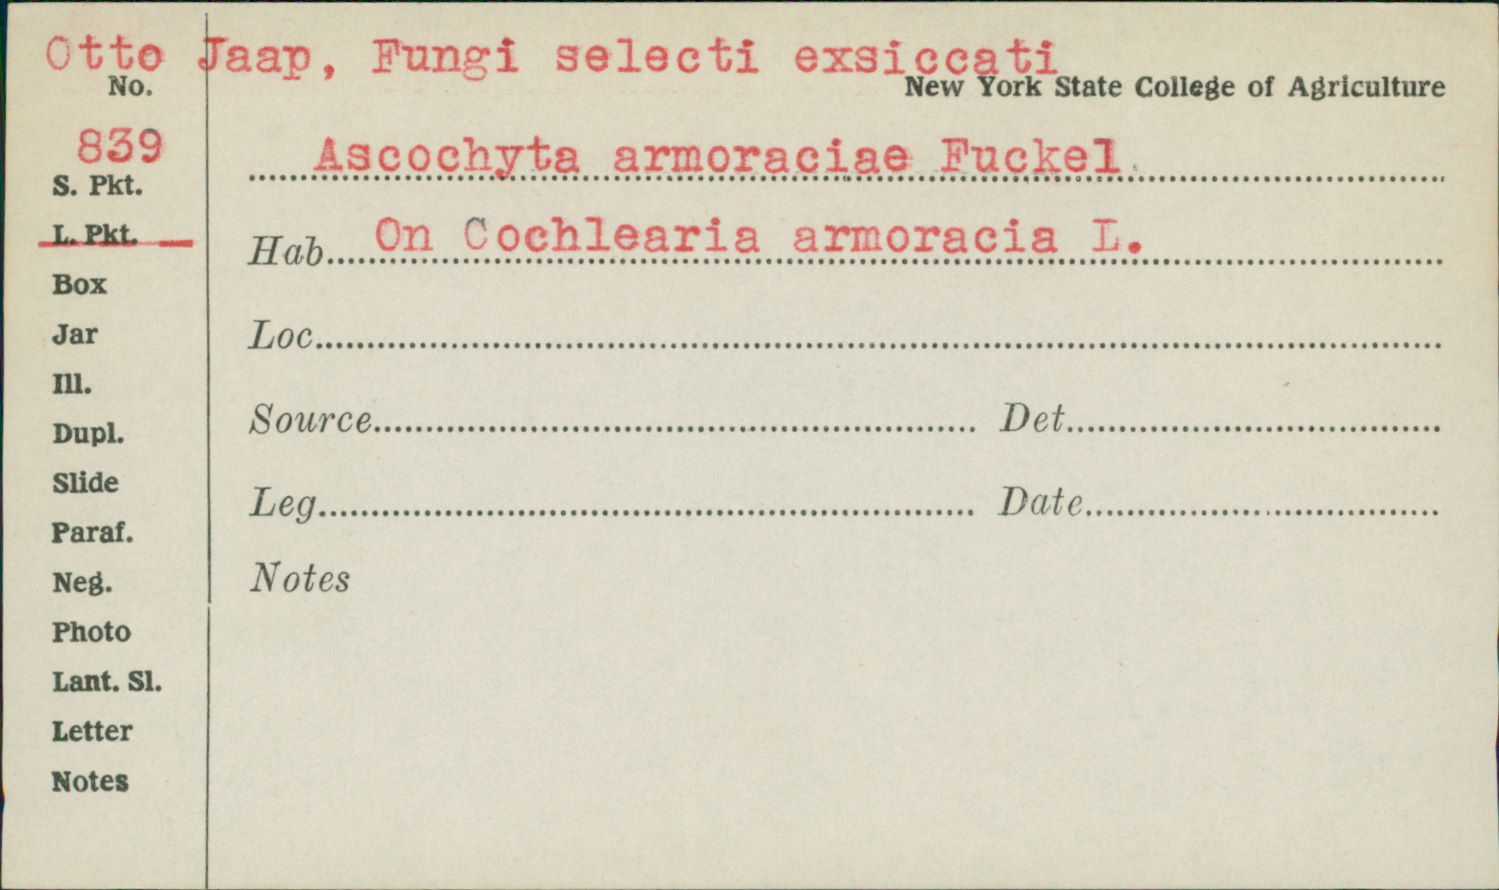 Otto Jaap, Fungi selecti exsiccati
No.
New York State College of Agriculture
839
Ascochyta armoraciae Fuckel
S. Pkt.
L. Pkt.
Hab. On Cochlearia armoracia L.
Box
Jar
Loc.
Ill.
Dupl.
Source Det.
Slide
Leg. Date
Paraf.
Neg.
Notes
Photo
Lant. Sl.
Letter
Notes